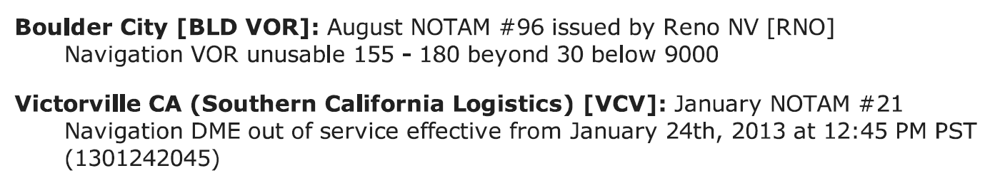 Boulder City [BLD VOR]: August NOTAM #96 issued by Reno NV [RNO]
Navigation VOR unusable 155 - 180 beyond 30 below 9000
Victorville CA (Southern California Logistics) [VCV]: January NOTAM #21
Navigation DME out of service effective from January 24th, 2013 at 12:45 PM PST
(1301242045)